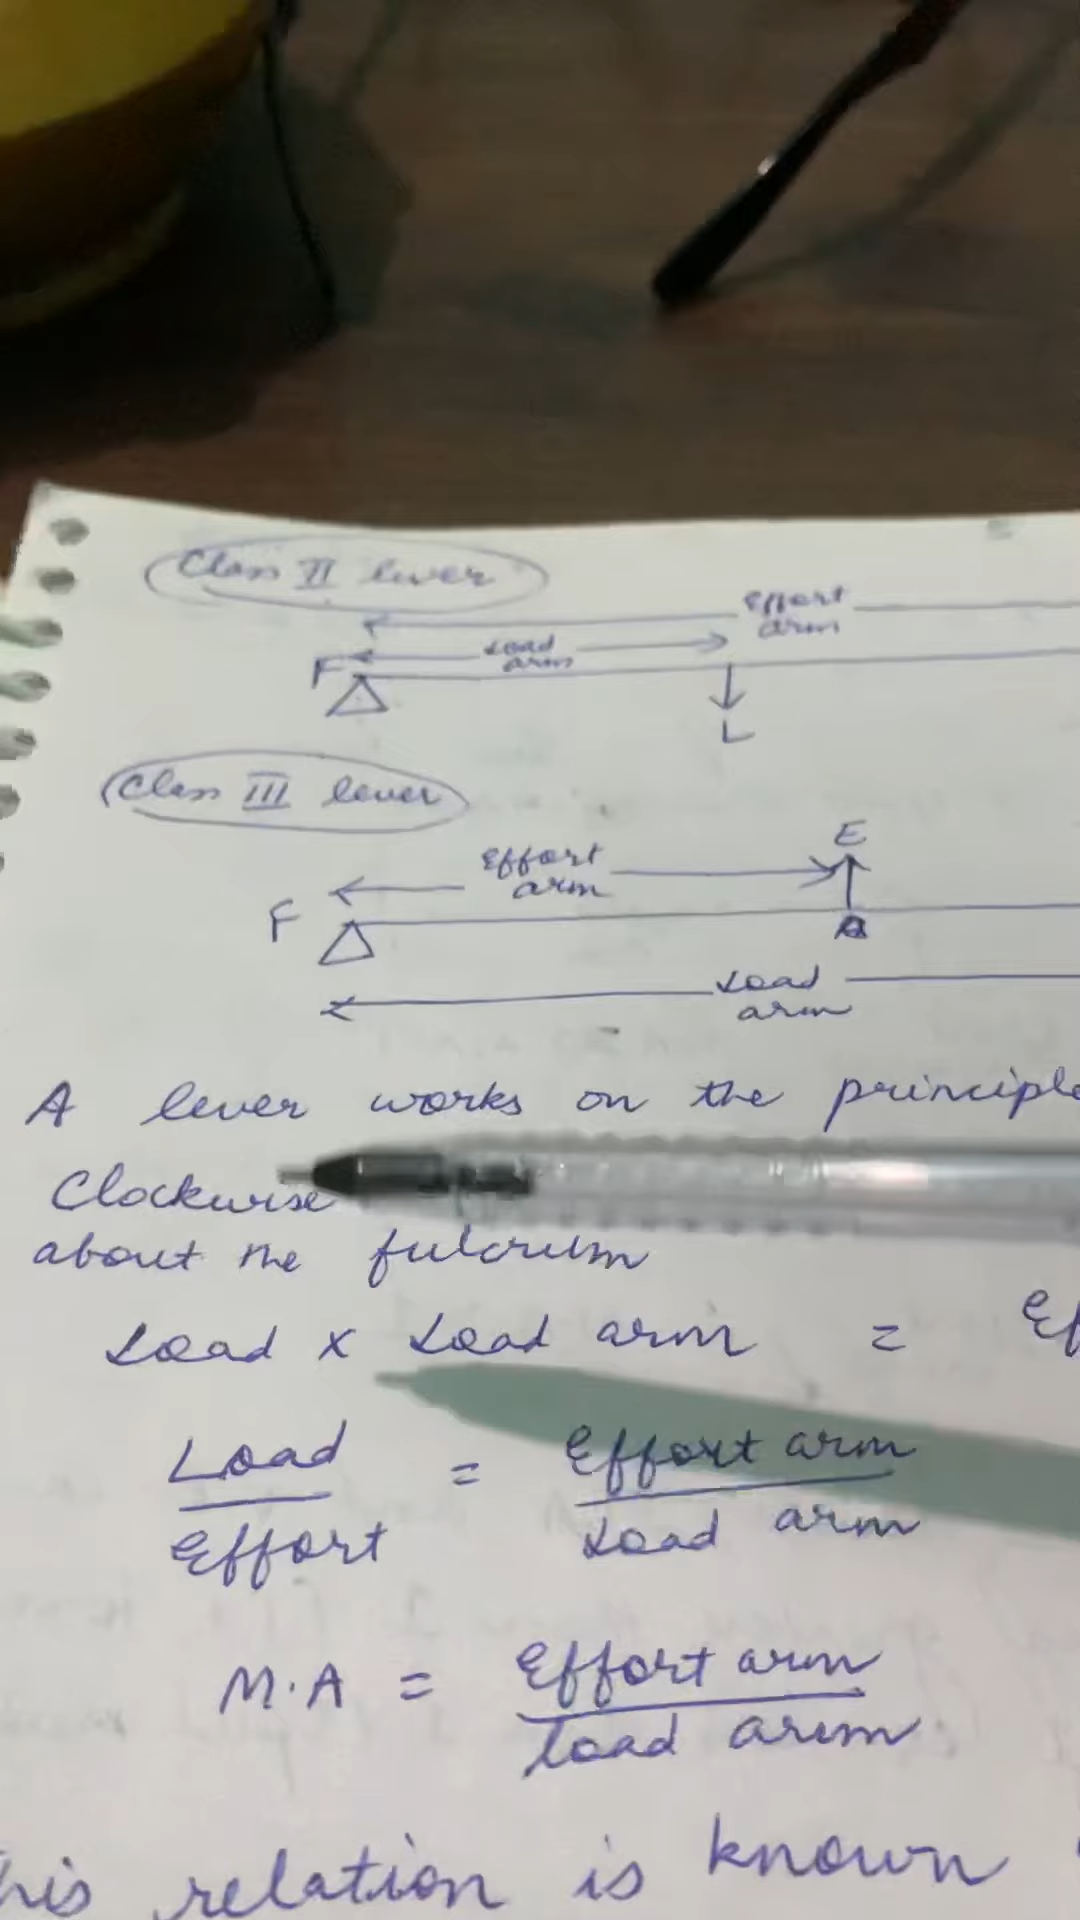 Class II lever
Effort
arm
Load
arm
F
L
Class III lever
E
Effort
arm
F
A
Load
arm
A lever works on the principle
Clockwise
about the fulcrum
Load x Load arm = Ef
Load = Effort arm
Effort Load arm
M.A = Effort arm
load arm
his relation is known